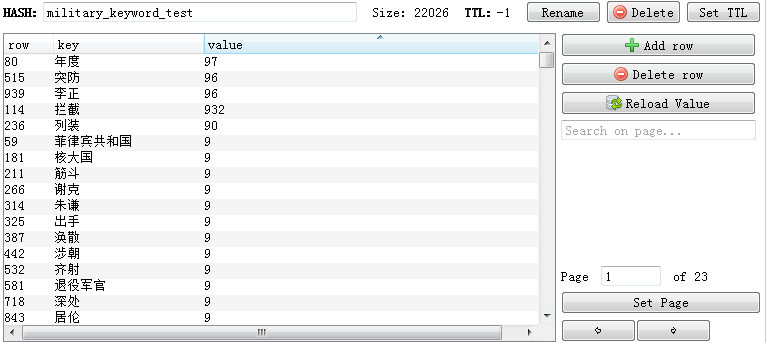 HASH: military_keyword_test Size: 22026 TTL: -1 Rename Delete Set TTL
row key value
80 年度 97
515 突防 96
939 李正 96
114 拦截 932
236 列装 90
59 菲律宾共和国 9
181 核大国 9
211 筋斗 9
266 谢克 9
314 朱谦 9
325 出手 9
387 涣散 9
442 涉朝 9
532 齐射 9
581 退役军官 9
718 深处 9
843 居伦 9
Add row
Delete row
Reload Value
Search on page...
Page 1 of 23
Set Page